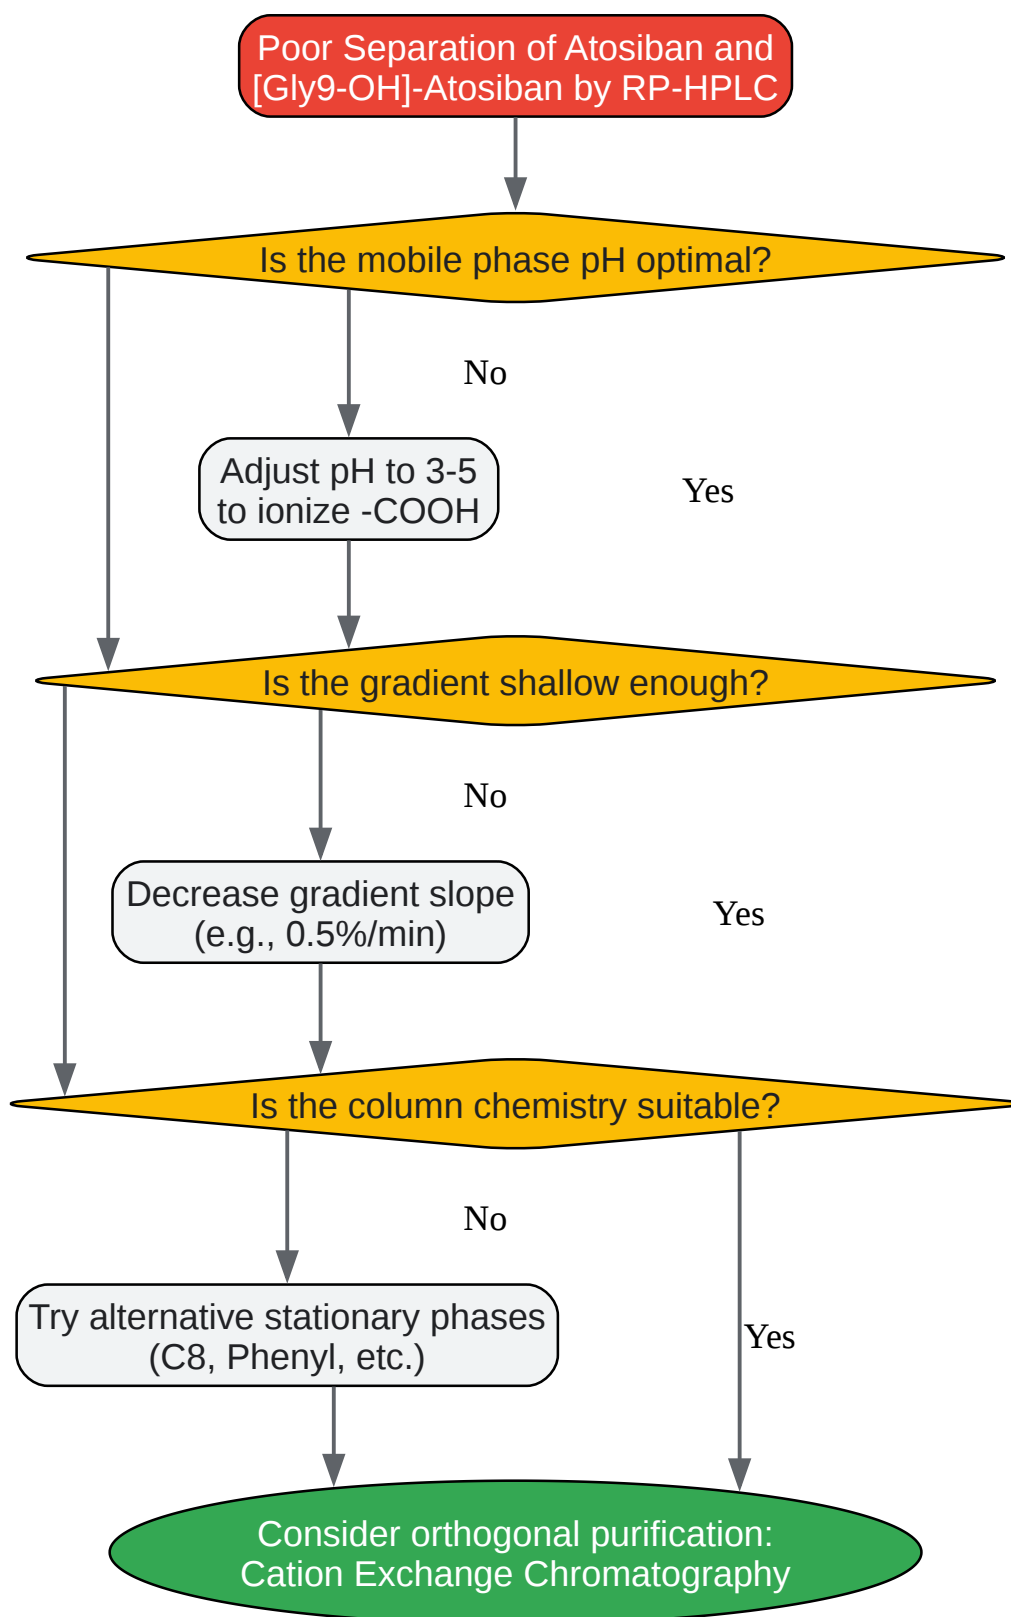 Poor Separation of Atosiban and
[Gly9-OH]-Atosiban by RP-HPLC
Is the mobile phase pH optimal?
No
Adjust pH to 3-5
to ionize -COOH
Yes
Is the gradient shallow enough?
No
Decrease gradient slope
(e.g., 0.5%/min)
Yes
Is the column chemistry suitable?
No
Try alternative stationary phases
(C8, Phenyl, etc.)
Yes
Consider orthogonal purification:
Cation Exchange Chromatography